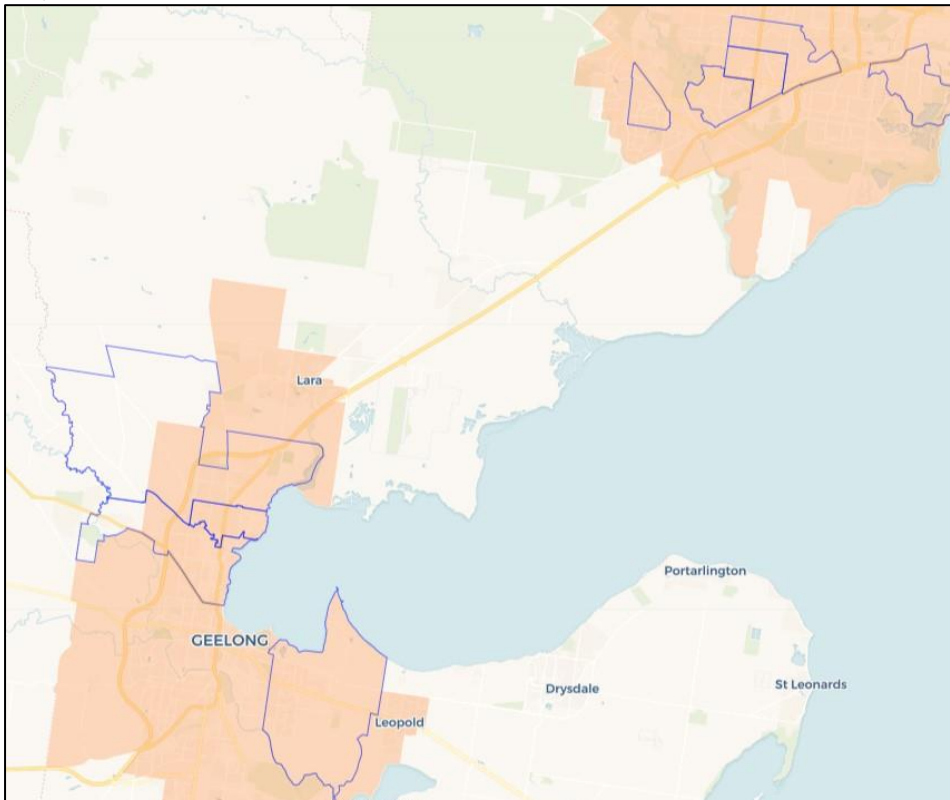 Lara
Portarlington
GEELONG
Drysdale
St Leonards
Leopold